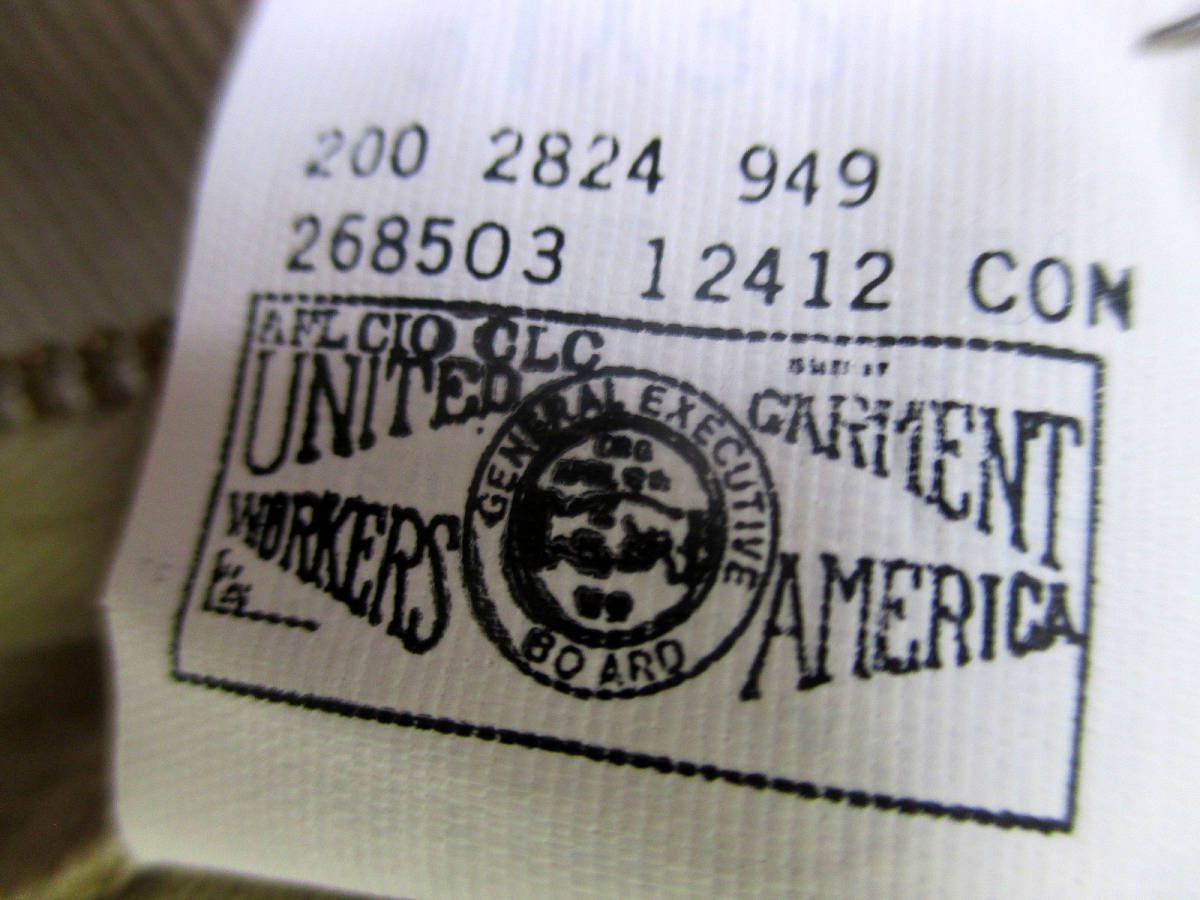 200 2824 949
268503 12412 CON
AFL CIO CLC
UNITED GARMENT
WORKERS AMERICA
GENERAL EXECUTIVE
BOARD